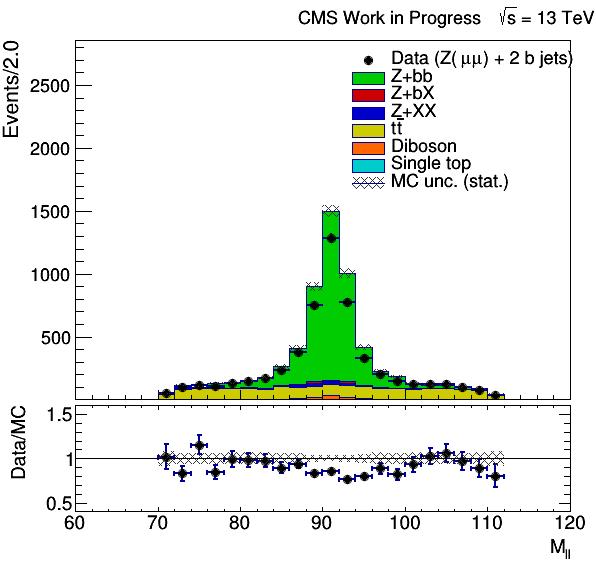 CMS Work in Progress √s = 13 TeV
Events/2.0
2500
2000
1500
1000
500
Data (Z(μμ) + 2 b jets)
Z+bb
Z+bX
Z+XX
tt̄
Diboson
Single top
MC unc. (stat.)
Data/MC
1.5
1
0.5
60 70 80 90 100 110 120
M_ll